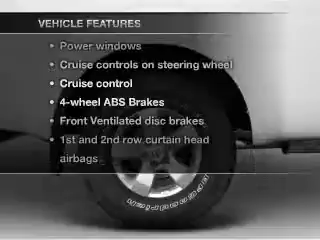 VEHICLE FEATURES
• Power windows
• Cruise controls on steering wheel
• Cruise control
• 4-wheel ABS Brakes
• Front Ventilated disc brakes
• 1st and 2nd row curtain head
airbags